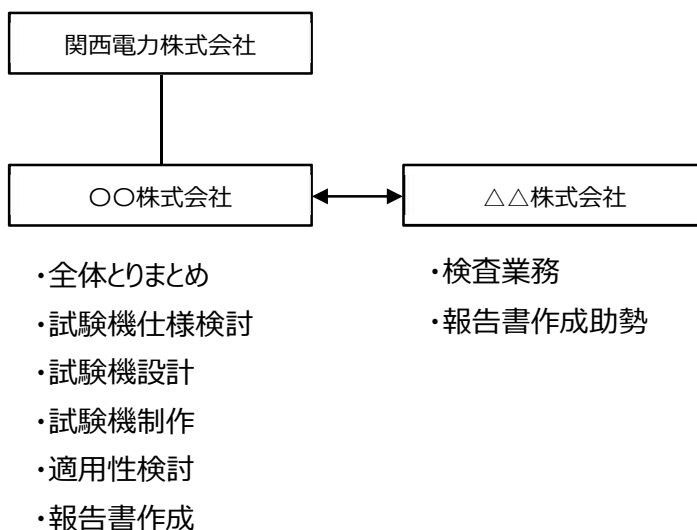 関西電力株式会社
〇〇株式会社
△△株式会社
・全体とりまとめ
・試験機仕様検討
・試験機設計
・試験機制作
・適用性検討
・報告書作成
・検査業務
・報告書作成助勢